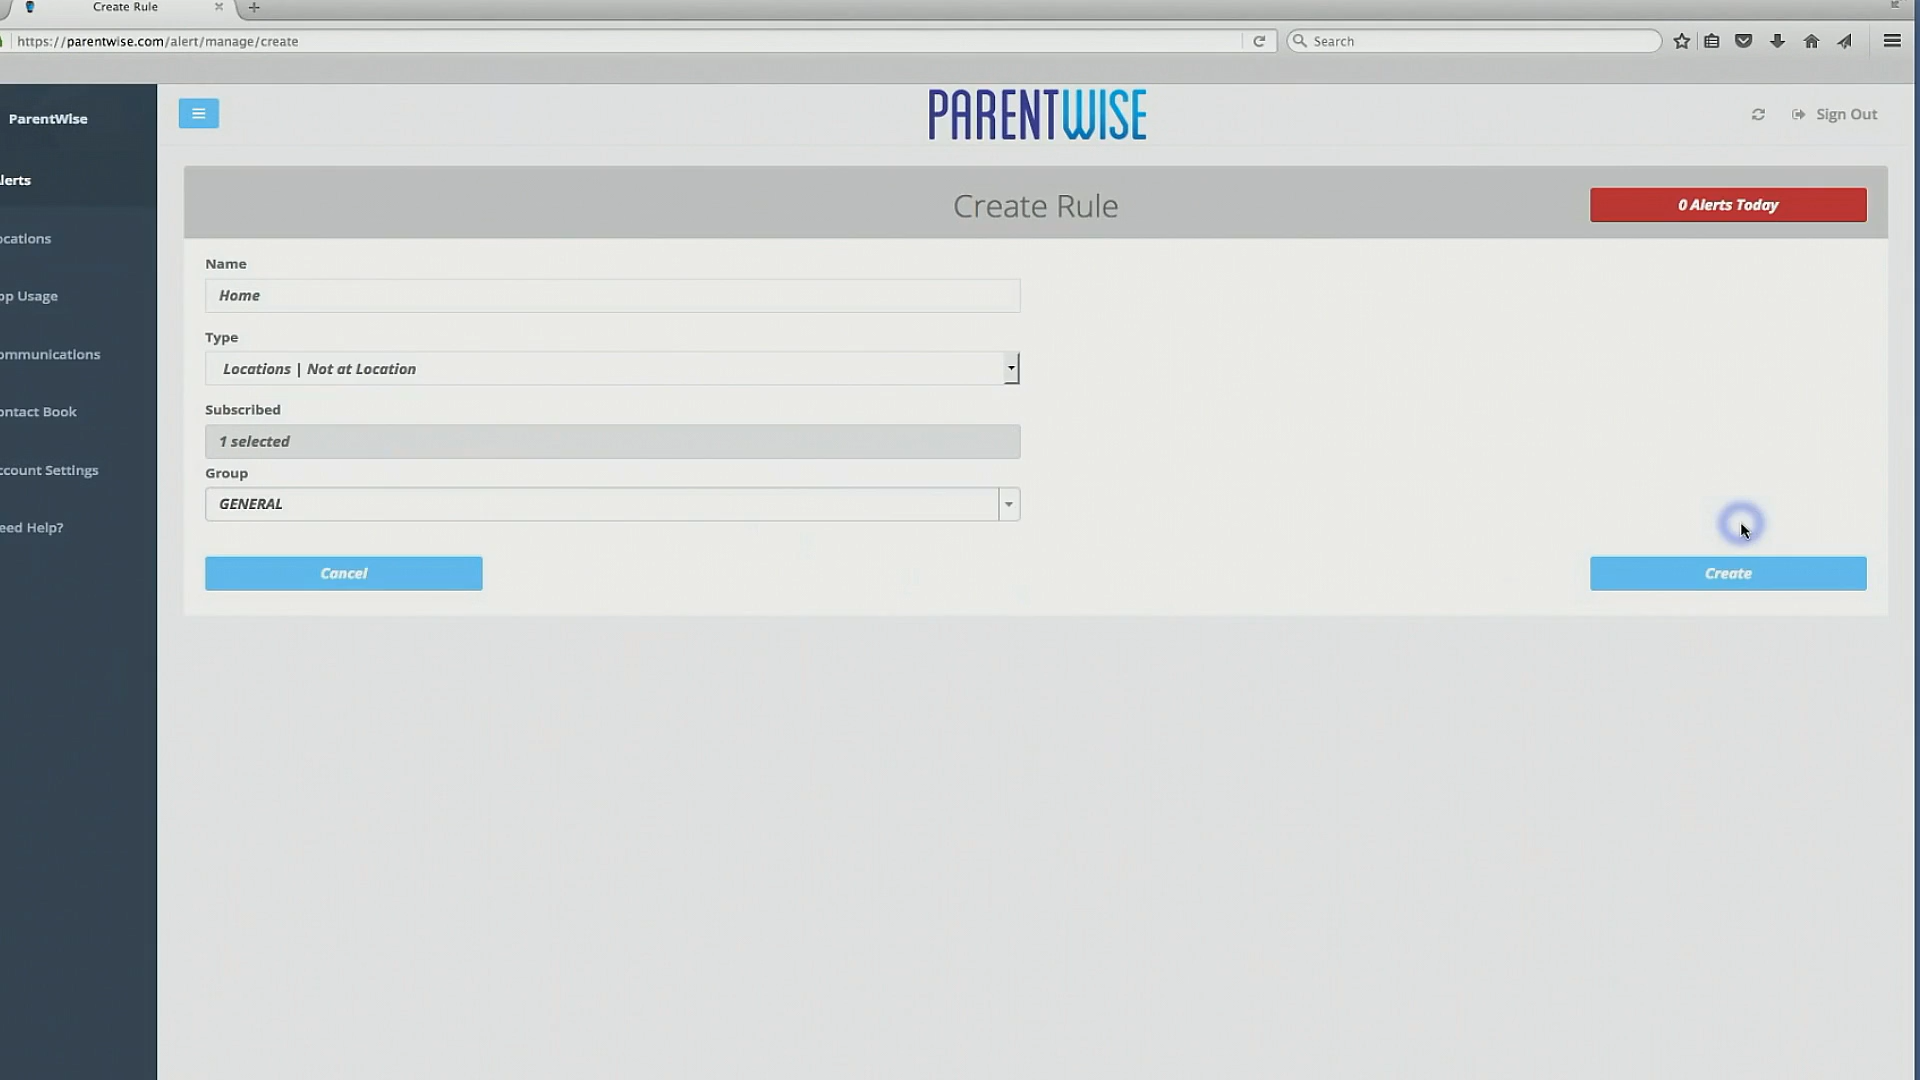 Create Rule
https://parentwise.com/alert/manage/create
Search
ParentWise
PARENTWISE
Sign Out
lerts
Create Rule
0 Alerts Today
ocations
Name
Home
op Usage
Type
ommunications
Locations | Not at Location
Subscribed
ontact Book
1 selected
ccount Settings
Group
GENERAL
eed Help?
Cancel
Create